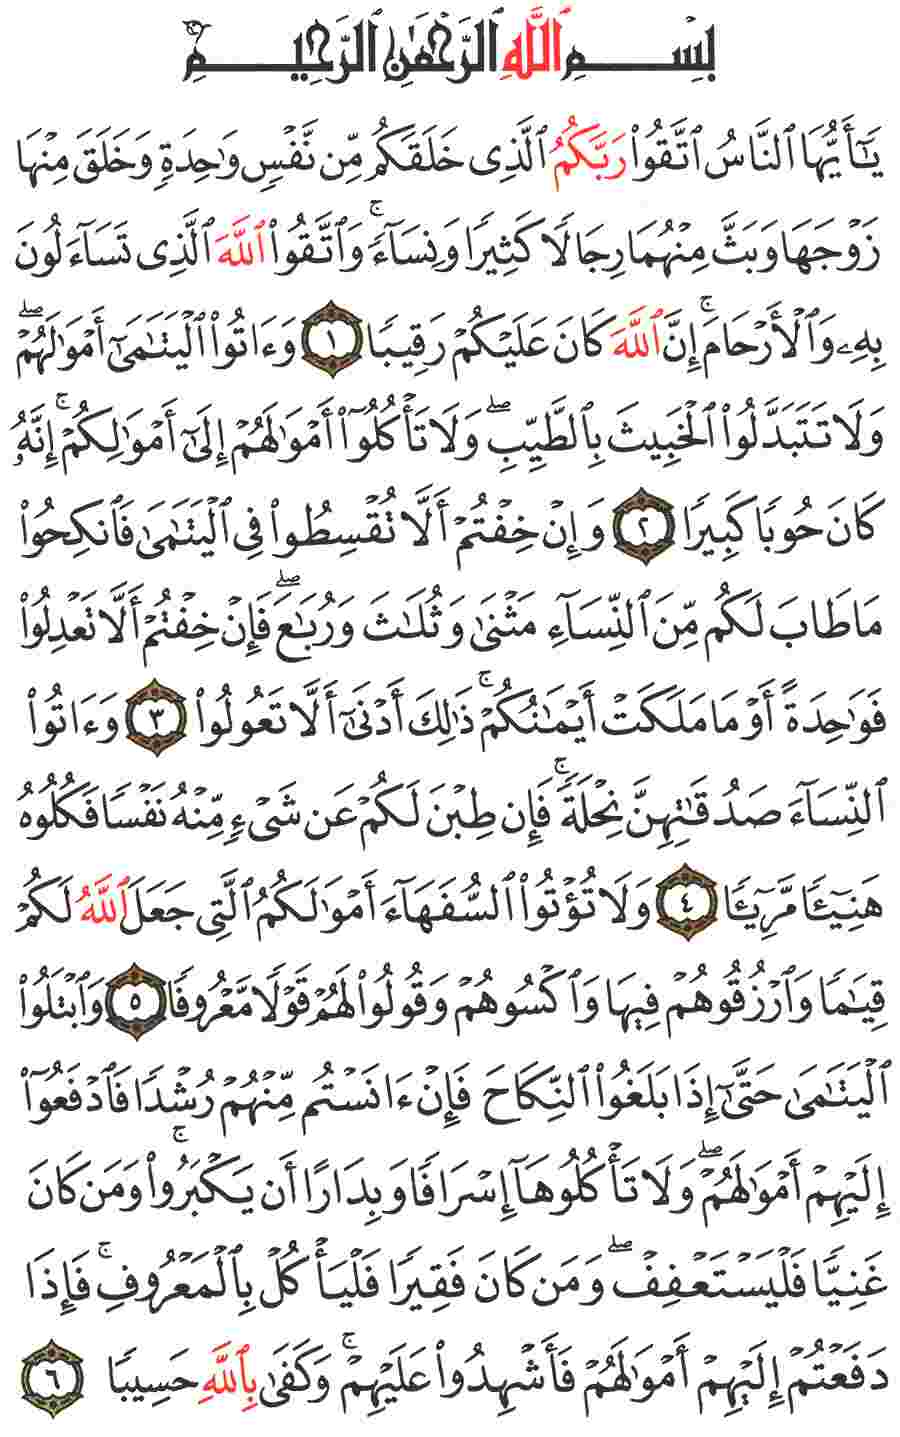 بِسْمِ ٱللَّهِ ٱلرَّحْمَٰنِ ٱلرَّحِيمِ
يَٰٓأَيُّهَا ٱلنَّاسُ ٱتَّقُوا۟ رَبَّكُمُ ٱلَّذِى خَلَقَكُم مِّن نَّفْسٍ وَٰحِدَةٍ وَخَلَقَ مِنْهَا
زَوْجَهَا وَبَثَّ مِنْهُمَا رِجَالًا كَثِيرًا وَنِسَآءً ۚ وَٱتَّقُوا۟ ٱللَّهَ ٱلَّذِى تَسَآءَلُونَ
بِهِۦ وَٱلْأَرْحَامَ ۚ إِنَّ ٱللَّهَ كَانَ عَلَيْكُمْ رَقِيبًا ١ وَءَاتُوا۟ ٱلْيَتَٰمَىٰٓ أَمْوَٰلَهُمْ ۖ
وَلَا تَتَبَدَّلُوا۟ ٱلْخَبِيثَ بِٱلطَّيِّبِ ۖ وَلَا تَأْكُلُوٓا۟ أَمْوَٰلَهُمْ إِلَىٰٓ أَمْوَٰلِكُمْ ۚ إِنَّهُۥ
كَانَ حُوبًا كَبِيرًا ٢ وَإِنْ خِفْتُمْ أَلَّا تُقْسِطُوا۟ فِى ٱلْيَتَٰمَىٰ فَٱنكِحُوا۟
مَا طَابَ لَكُم مِّنَ ٱلنِّسَآءِ مَثْنَىٰ وَثُلَٰثَ وَرُبَٰعَ ۖ فَإِنْ خِفْتُمْ أَلَّا تَعْدِلُوا۟
فَوَٰحِدَةً أَوْ مَا مَلَكَتْ أَيْمَٰنُكُمْ ۚ ذَٰلِكَ أَدْنَىٰٓ أَلَّا تَعُولُوا۟ ٣ وَءَاتُوا۟
ٱلنِّسَآءَ صَدُقَٰتِهِنَّ نِحْلَةً ۚ فَإِن طِبْنَ لَكُمْ عَن شَىْءٍ مِّنْهُ نَفْسًا فَكُلُوهُ
هَنِيٓـًٔا مَّرِيٓـًٔا ٤ وَلَا تُؤْتُوا۟ ٱلسُّفَهَآءَ أَمْوَٰلَكُمُ ٱلَّتِى جَعَلَ ٱللَّهُ لَكُمْ
قِيَٰمًا وَٱرْزُقُوهُمْ فِيهَا وَٱكْسُوهُمْ وَقُولُوا۟ لَهُمْ قَوْلًا مَّعْرُوفًا ٥ وَٱبْتَلُوا۟
ٱلْيَتَٰمَىٰ حَتَّىٰٓ إِذَا بَلَغُوا۟ ٱلنِّكَاحَ فَإِنْ ءَانَسْتُم مِّنْهُمْ رُشْدًا فَٱدْفَعُوٓا۟
إِلَيْهِمْ أَمْوَٰلَهُمْ ۖ وَلَا تَأْكُلُوهَآ إِسْرَافًا وَبِدَارًا أَن يَكْبَرُوا۟ ۚ وَمَن كَانَ
غَنِيًّا فَلْيَسْتَعْفِفْ ۖ وَمَن كَانَ فَقِيرًا فَلْيَأْكُلْ بِٱلْمَعْرُوفِ ۚ فَإِذَا
دَفَعْتُمْ إِلَيْهِمْ أَمْوَٰلَهُمْ فَأَشْهِدُوا۟ عَلَيْهِمْ ۚ وَكَفَىٰ بِٱللَّهِ حَسِيبًا ٦